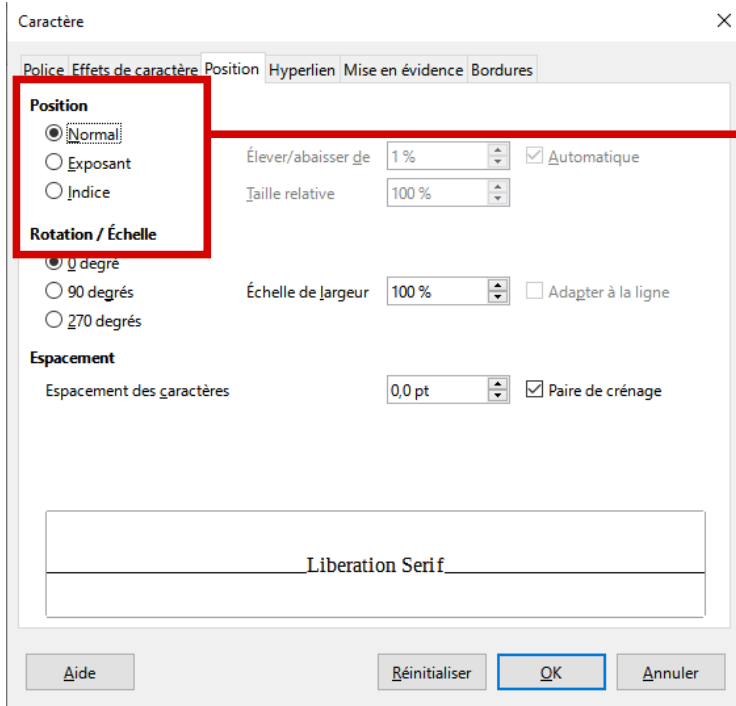 Caractère
Police Effets de caractère Position Hyperlien Mise en évidence Bordures
Position
Normal
Élever/abaisser de 1 % Automatique
Exposant
Indice
Taille relative 100 %
Rotation / Échelle
0 degré
90 degrés Échelle de largeur 100 % Adapter à la ligne
270 degrés
Espacement
Espacement des caractères 0,0 pt Paire de crénage
Liberation Serif
Aide Réinitialiser OK Annuler